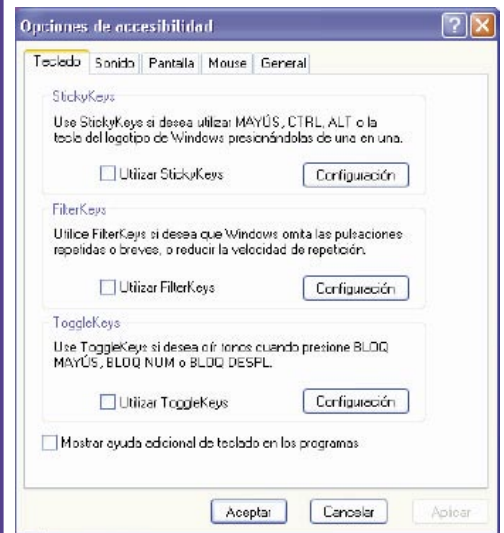 Opciones de accesibilidad
Teclado Sonido Pantalla Mouse General
StickyKeys
Use StickyKeys si desea utilizar MAYÚS, CTRL, ALT o la
tecla del logotipo de Windows presionándolas de una en una.
Utilizar StickyKeys Configuración
FilterKeys
Utilice FilterKeys si desea que Windows omita las pulsaciones
repetidas o breves, o reducir la velocidad de repetición.
Utilizar FilterKeys Configuración
ToggleKeys
Use ToggleKeys si desea oír tonos cuando presione BLOQ
MAYÚS, BLOQ NUM o BLOQ DESPL.
Utilizar ToggleKeys Configuración
Mostrar ayuda adicional de teclado en los programas
Aceptar Cancelar Aplicar